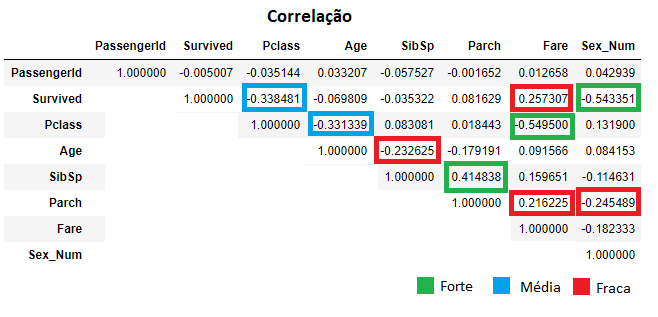 Correlação
PassengerId Survived Pclass Age SibSp Parch Fare Sex_Num
PassengerId 1.000000 -0.005007 -0.035144 0.033207 -0.057527 -0.001652 0.012658 0.042939
Survived 1.000000 -0.338481 -0.069809 -0.035322 0.081629 0.257307 -0.543351
Pclass 1.000000 -0.331339 0.083081 0.018443 -0.549500 0.131900
Age 1.000000 -0.232625 -0.179191 0.091566 0.084153
SibSp 1.000000 0.414838 0.159651 -0.114631
Parch 1.000000 0.216225 -0.245489
Fare 1.000000 -0.182333
Sex_Num 1.000000
Forte Média Fraca